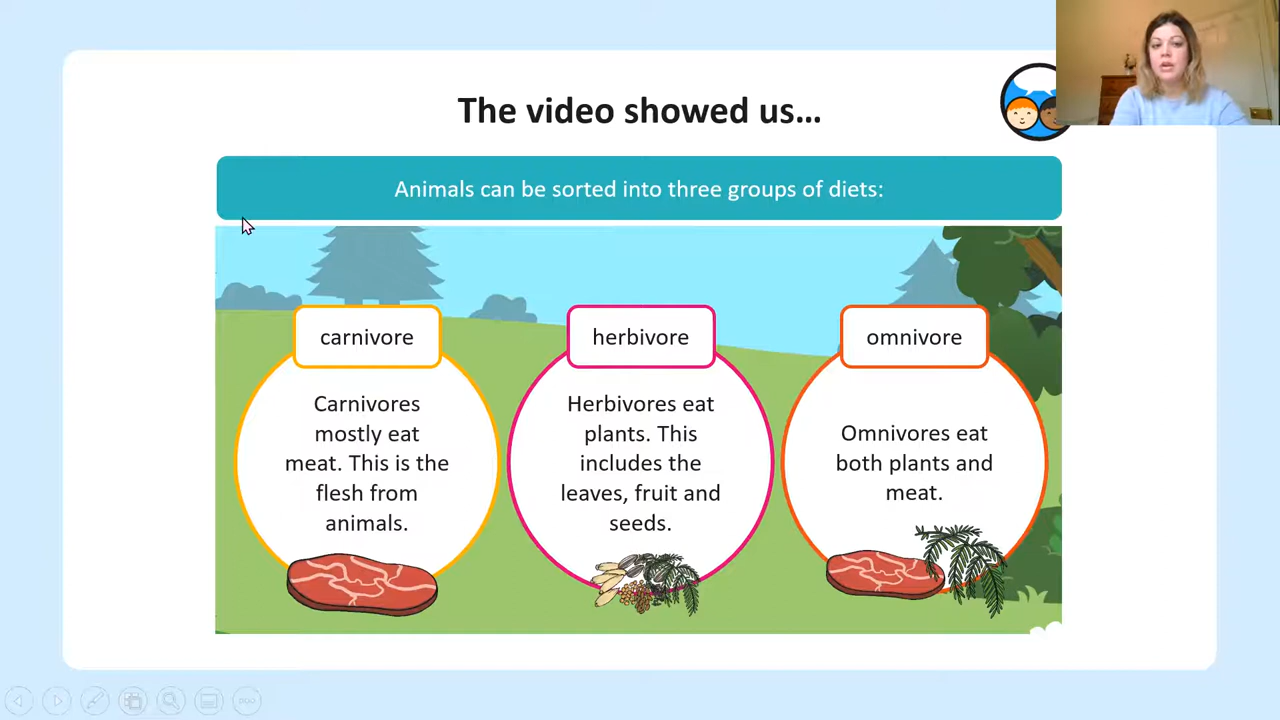 The video showed us...
Animals can be sorted into three groups of diets:
carnivore
Carnivores
mostly eat
meat. This is the
flesh from
animals.
herbivore
Herbivores eat
plants. This
includes the
leaves, fruit and
seeds.
omnivore
Omnivores eat
both plants and
meat.